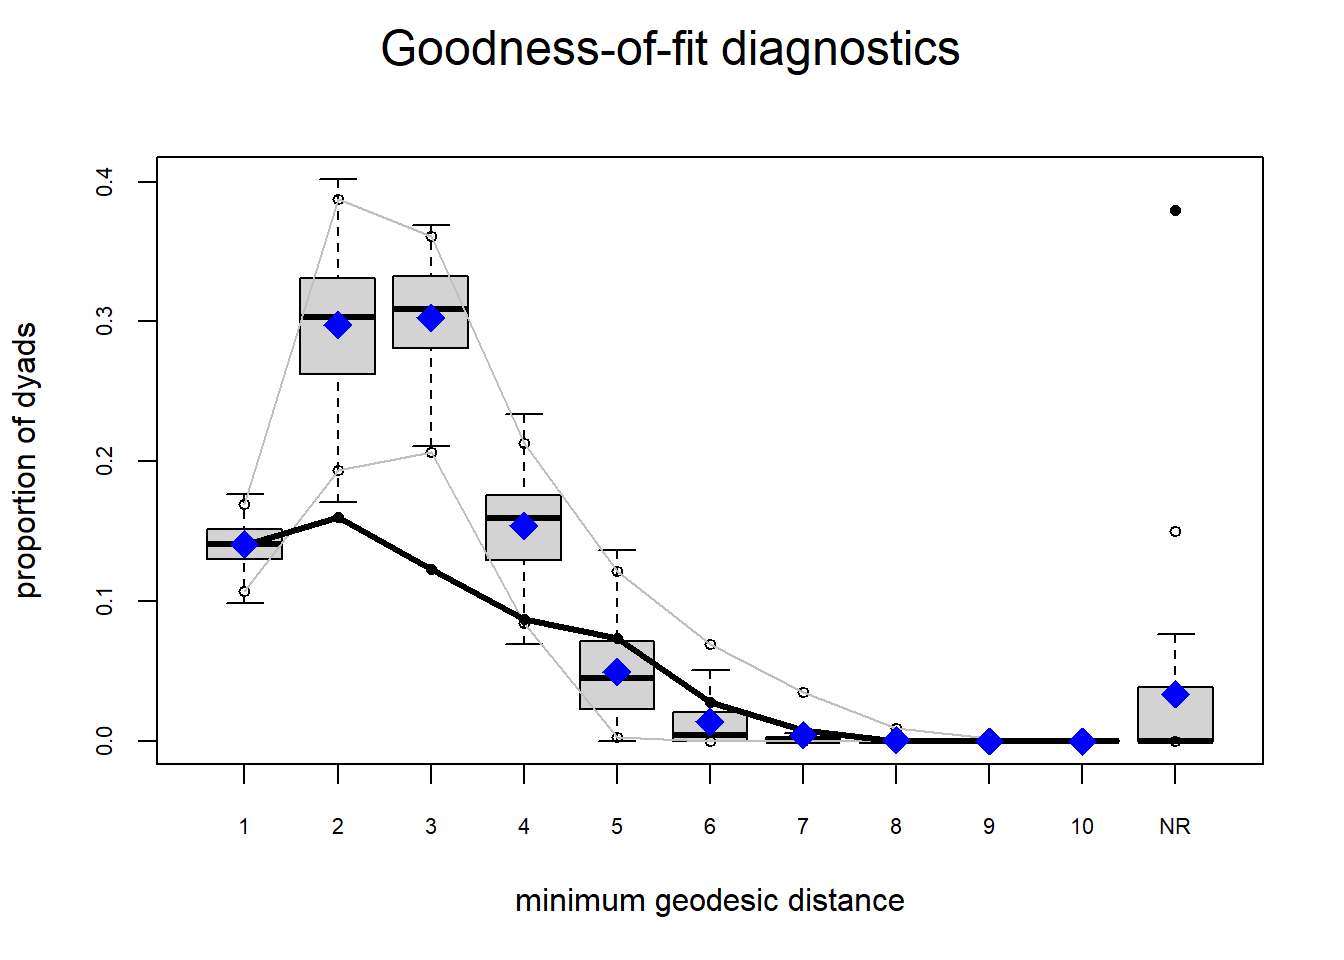 Goodness-of-fit diagnostics
0.4
0.3
0.2
0.1
0.0
proportion of dyads
1 2 3 4 5 6 7 8 9 10 NR
minimum geodesic distance